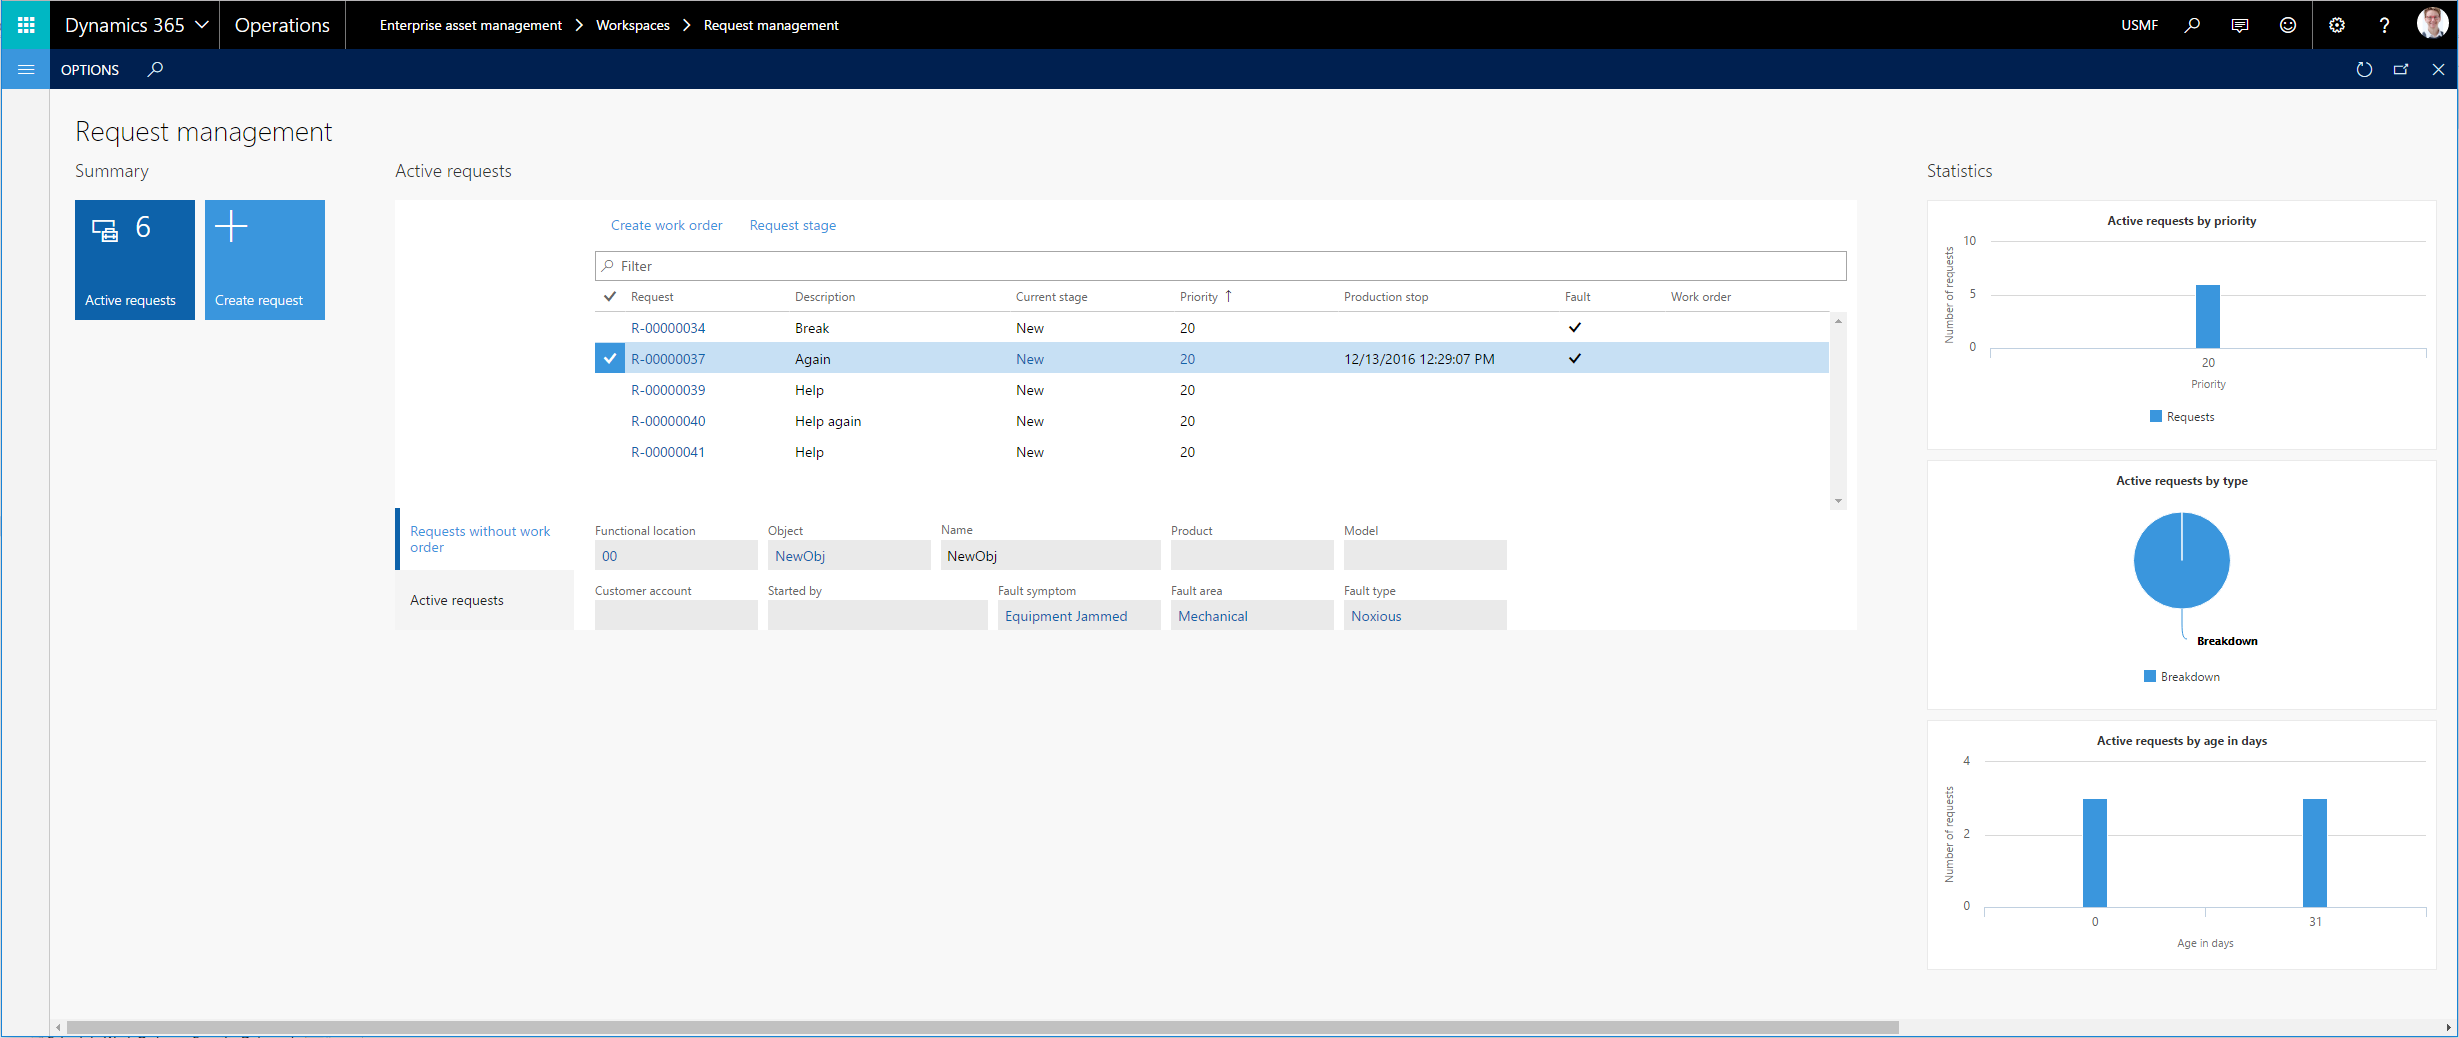 Dynamics 365 Operations Enterprise asset management Workspaces Request management USMF ?
OPTIONS
Request management
Summary
6
Active requests
Create request
Active requests
Create work order Request stage
Filter
Request Description Current stage Priority ↑ Production stop Fault Work order
R-00000034 Break New 20
R-00000037 Again New 20 12/13/2016 12:29:07 PM
R-00000039 Help New 20
R-00000040 Help again New 20
R-00000041 Help New 20
Requests without work
order
Active requests
Functional location Object Name Product Model
00 NewObj NewObj
Customer account Started by Fault symptom Fault area Fault type
Equipment Jammed Mechanical Noxious
Statistics
Active requests by priority
Number of requests
10
5
0
20
Priority
Requests
Active requests by type
Breakdown
Breakdown
Active requests by age in days
Number of requests
4
2
0
0 31
Age in days